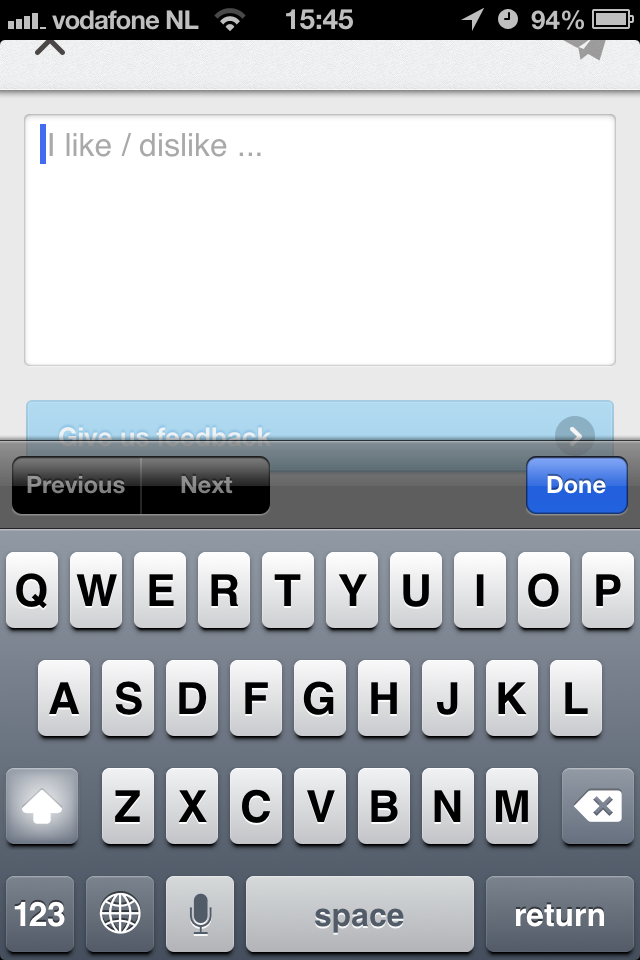 vodafone NL 15:45 94%
I like / dislike ...
Give us feedback
Previous Next Done
Q W E R T Y U I O P
A S D F G H J K L
Z X C V B N M
123 space return